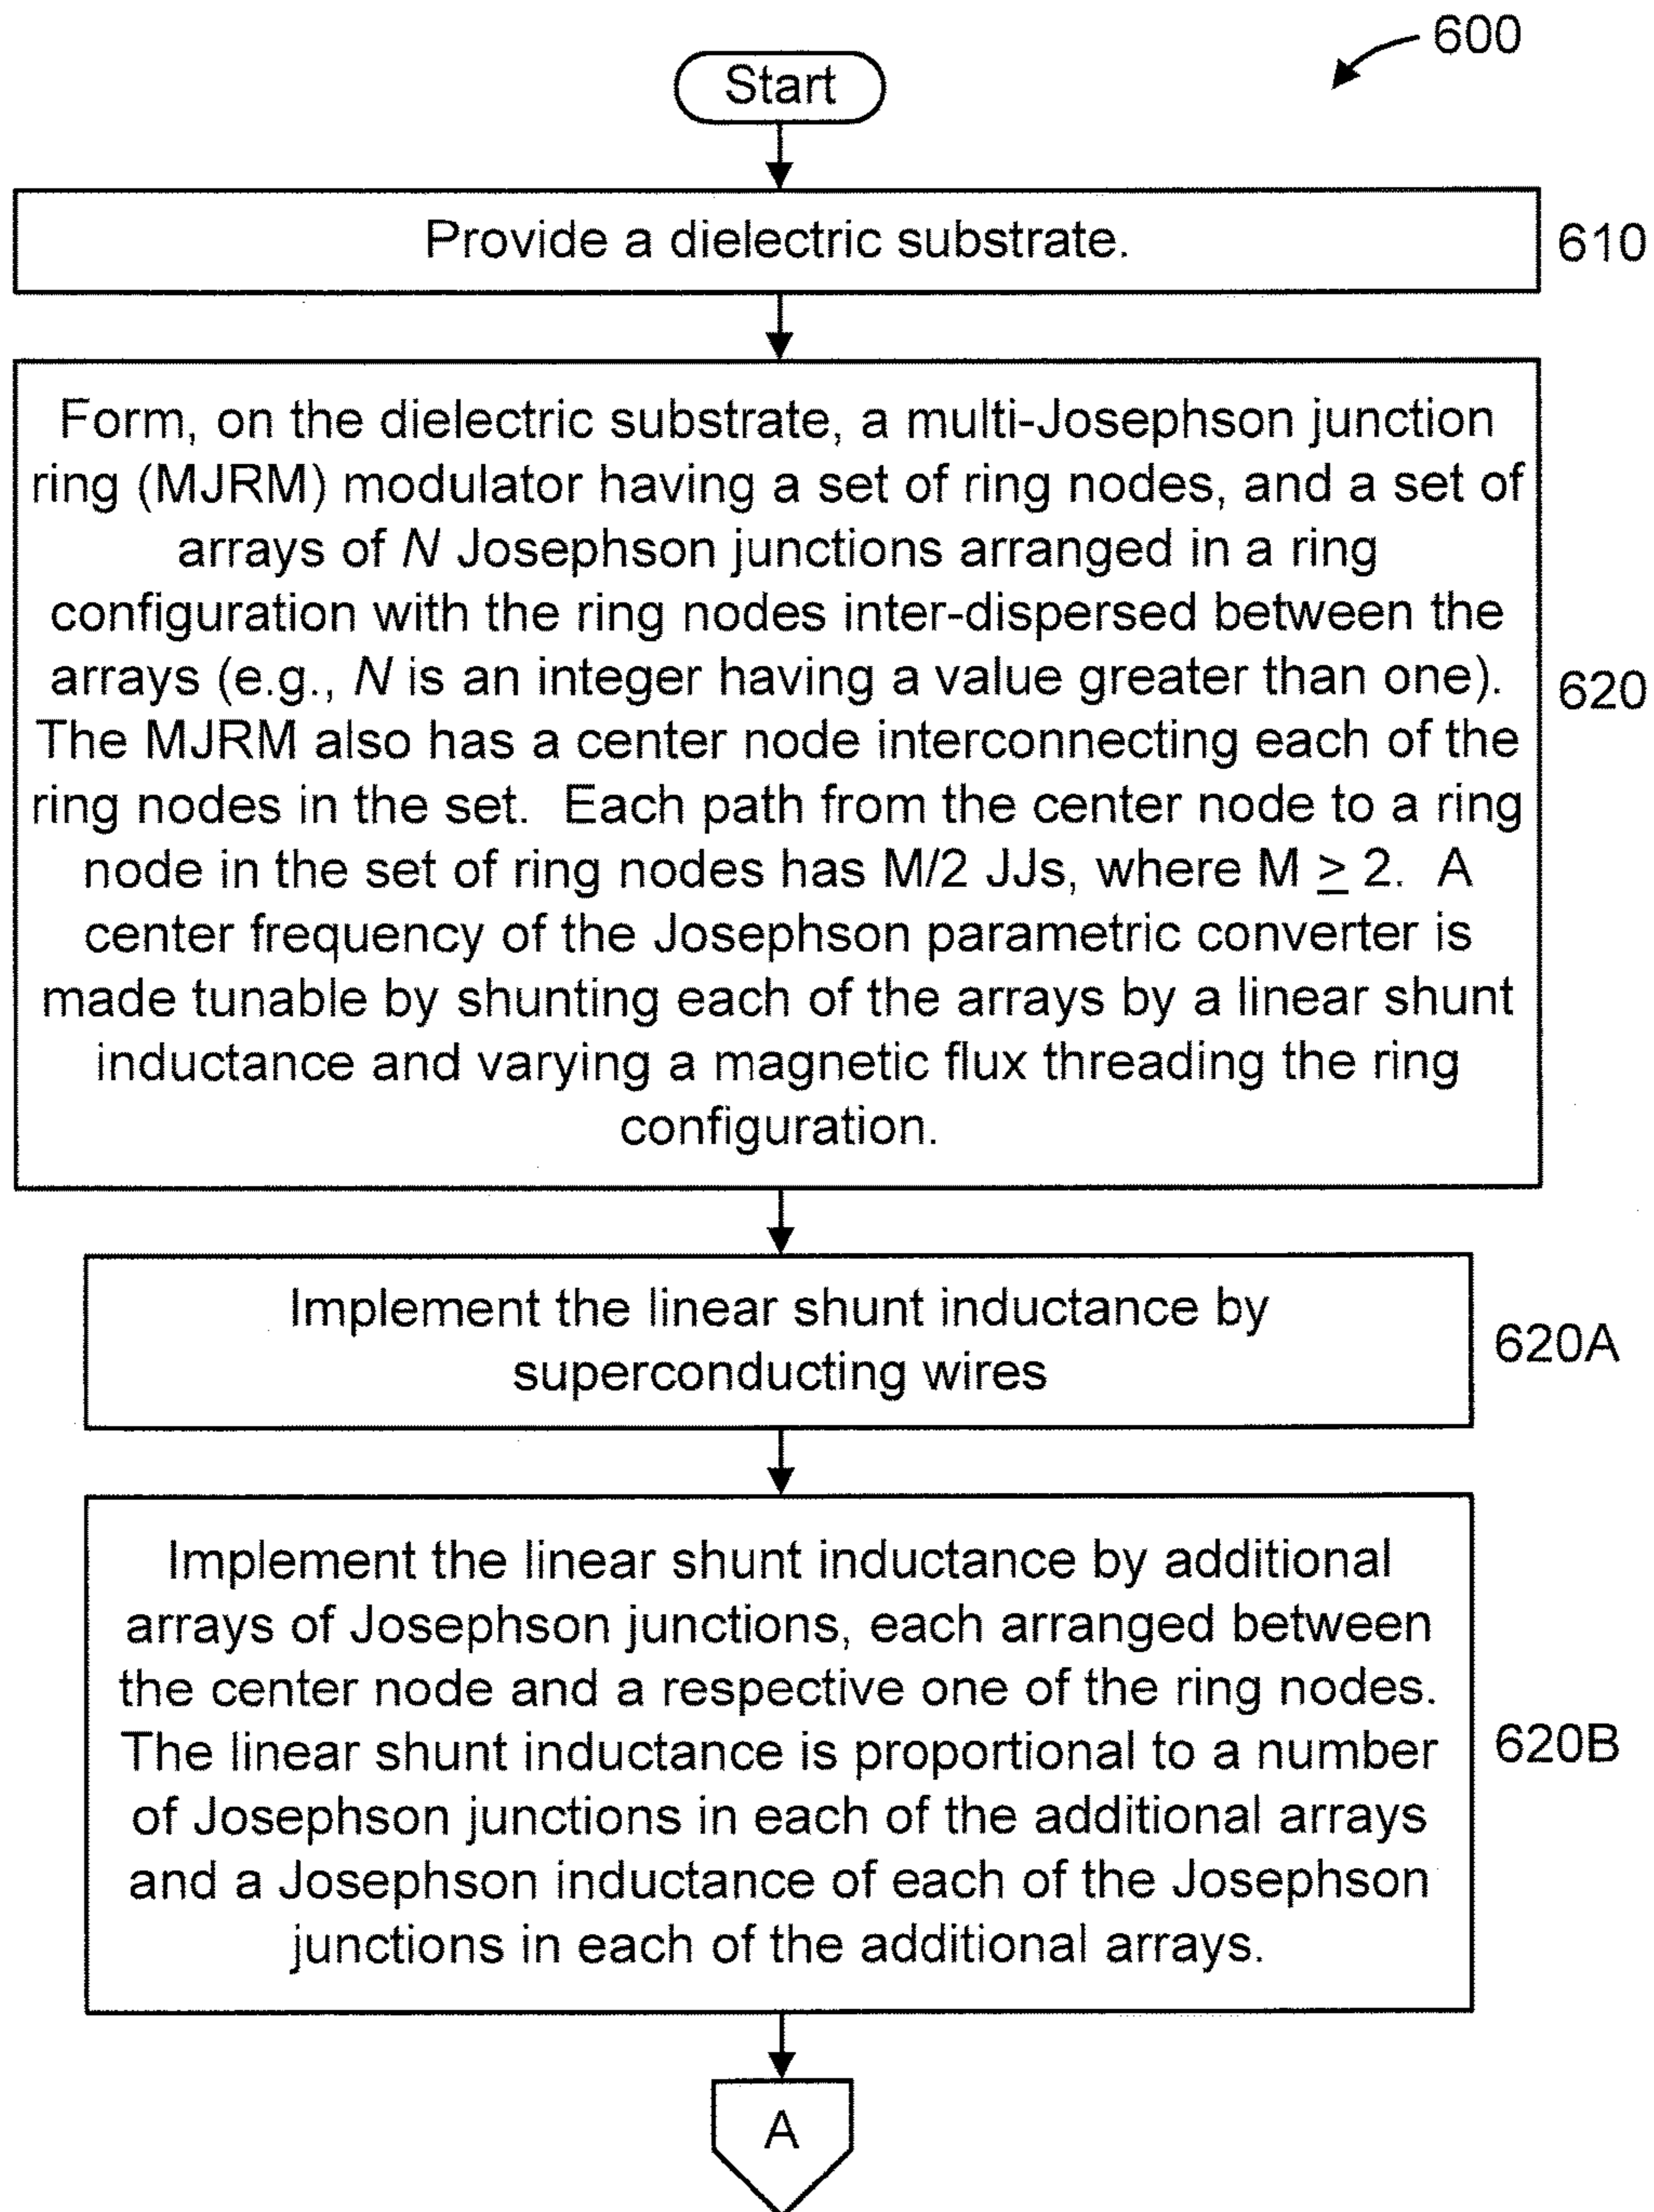 600
Start
Provide a dielectric substrate.
610
Form, on the dielectric substrate, a multi-Josephson junction
ring (MJRM) modulator having a set of ring nodes, and a set of
arrays of N Josephson junctions arranged in a ring
configuration with the ring nodes inter-dispersed between the
arrays (e.g., N is an integer having a value greater than one).
The MJRM also has a center node interconnecting each of the
ring nodes in the set. Each path from the center node to a ring
node in the set of ring nodes has M/2 JJs, where M ≥ 2. A
center frequency of the Josephson parametric converter is
made tunable by shunting each of the arrays by a linear shunt
inductance and varying a magnetic flux threading the ring
configuration.
620
Implement the linear shunt inductance by
superconducting wires
620A
Implement the linear shunt inductance by additional
arrays of Josephson junctions, each arranged between
the center node and a respective one of the ring nodes.
The linear shunt inductance is proportional to a number
of Josephson junctions in each of the additional arrays
and a Josephson inductance of each of the Josephson
junctions in each of the additional arrays.
620B
A